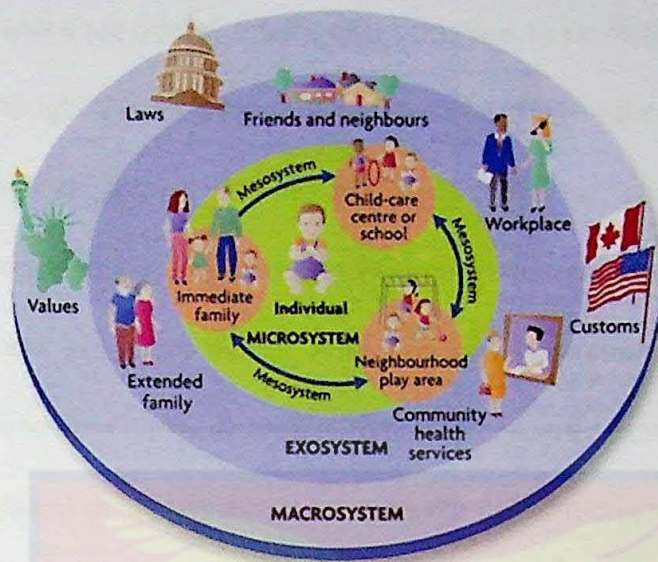 Laws
Friends and neighbours
Mesosystem
Child-care
centre or
school
Workplace
Mesosystem
Values
Immediate
family
Individual
Customs
MICROSYSTEM
Neighbourhood
play area
Mesosystem
Extended
family
Community
health
services
EXOSYSTEM
MACROSYSTEM